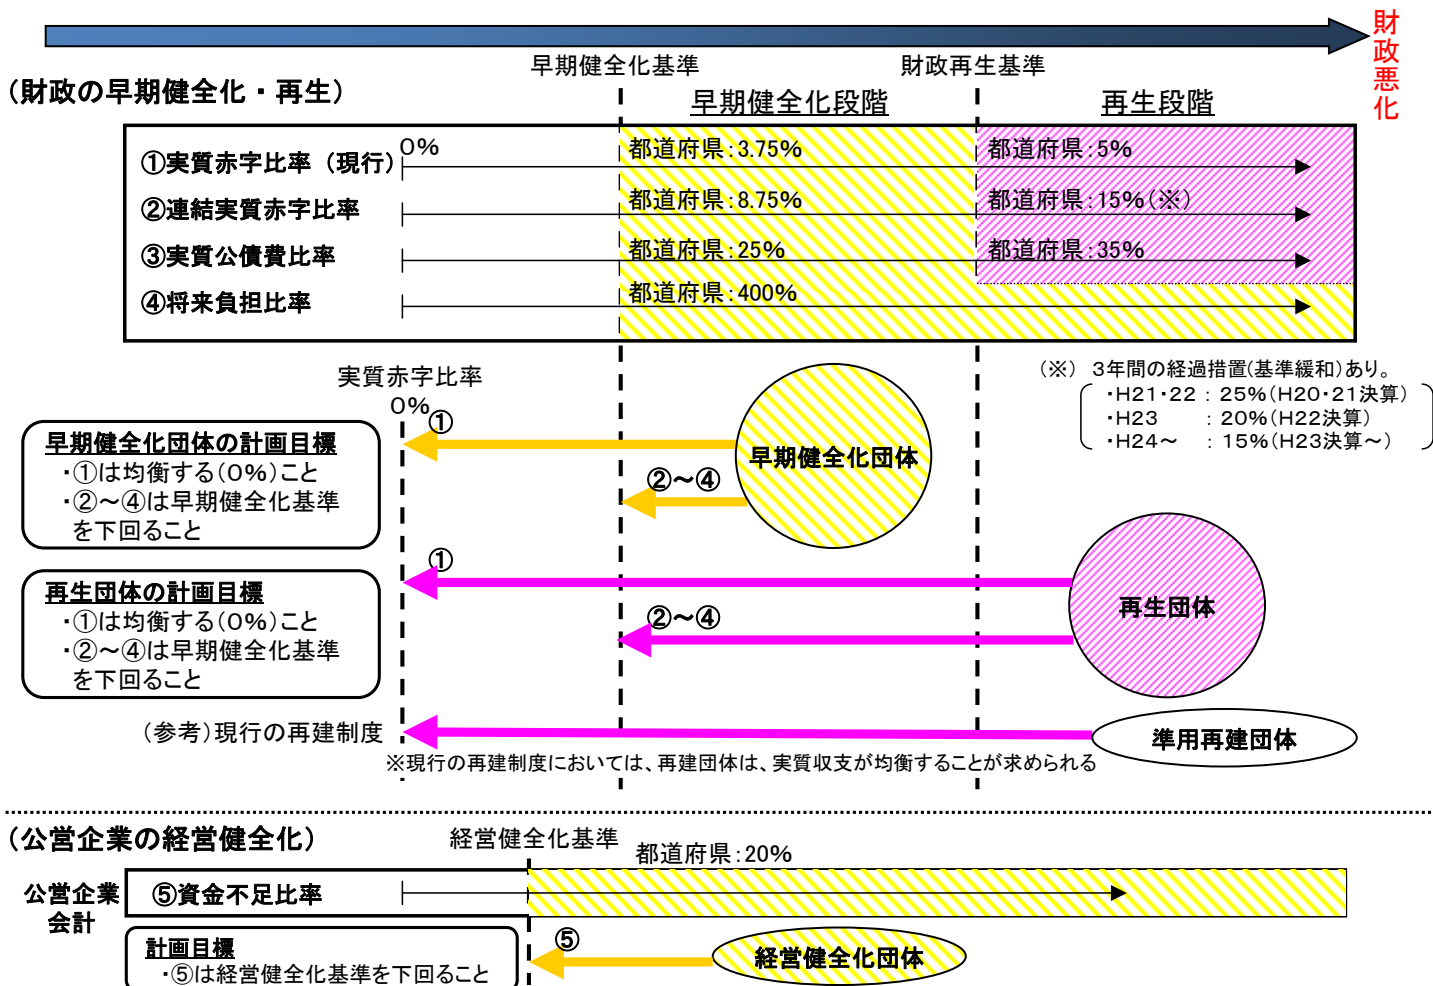 財政悪化
早期健全化基準
財政再生基準
（財政の早期健全化・再生）
早期健全化段階
再生段階
0%
①実質赤字比率（現行）
都道府県：3.75%
都道府県：5%
②連結実質赤字比率
都道府県：8.75%
都道府県：15%（※）
③実質公債費比率
都道府県：25%
都道府県：35%
④将来負担比率
都道府県：400%
（※） 3年間の経過措置(基準緩和)あり。
・H21・22 ： 25%（H20・21決算）
・H23 ： 20%（H22決算）
・H24～ ： 15%（H23決算～）
実質赤字比率
0%
早期健全化団体の計画目標
・①は均衡する（0%）こと
・②～④は早期健全化基準
を下回ること
①
②～④
早期健全化団体
再生団体の計画目標
・①は均衡する（0%）こと
・②～④は早期健全化基準
を下回ること
①
②～④
再生団体
（参考）現行の再建制度
準用再建団体
※現行の再建制度においては、再建団体は、実質収支が均衡することが求められる
（公営企業の経営健全化）
経営健全化基準
都道府県：20%
公営企業
会計
⑤資金不足比率
計画目標
・⑤は経営健全化基準を下回ること
⑤
経営健全化団体